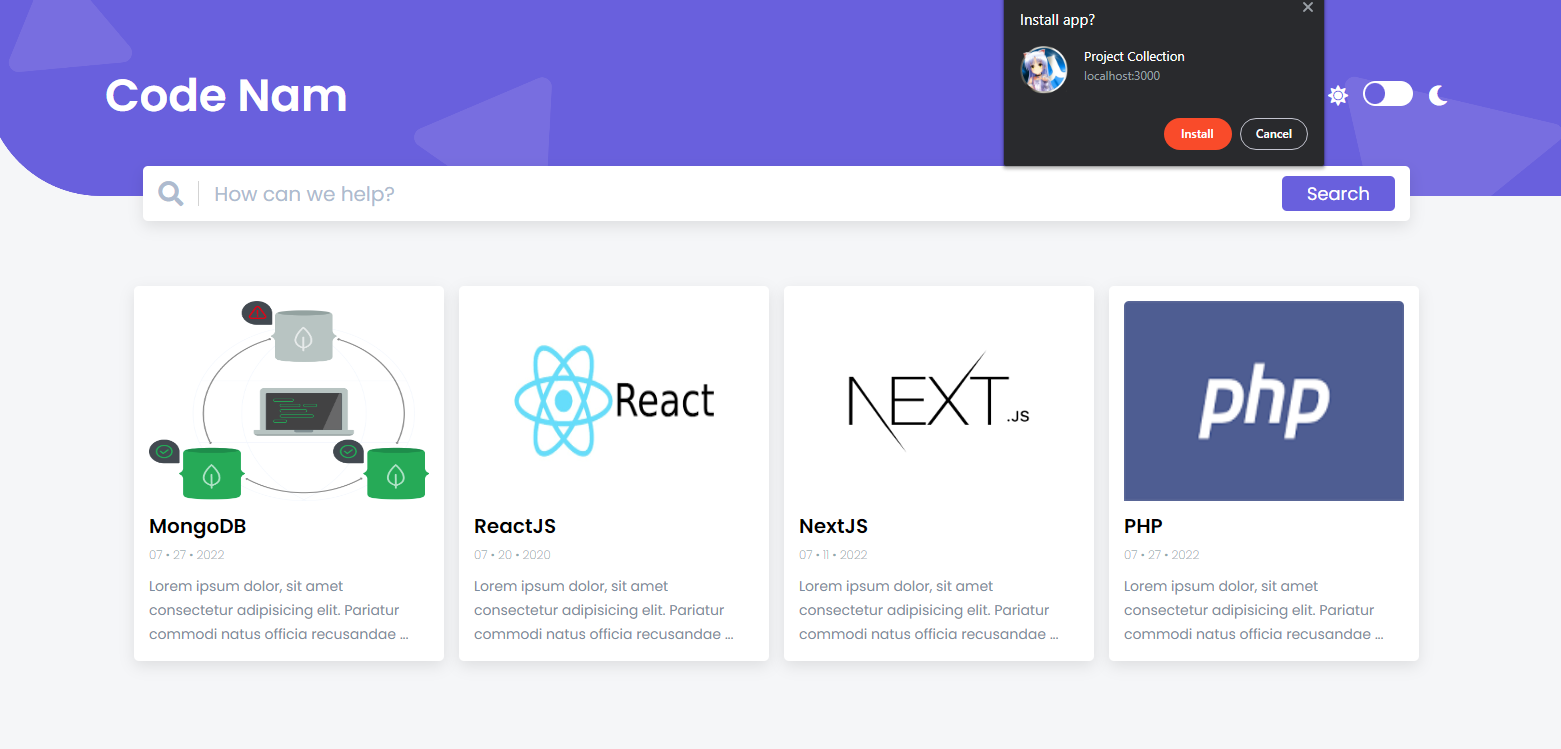 Install app?
Project Collection
localhost:3000
Install
Cancel
Code Nam
How can we help?
Search
React
NEXT.JS
php
MongoDB
07 • 27 • 2022
Lorem ipsum dolor, sit amet
consectetur adipisicing elit. Pariatur
commodi natus officia recusandae ...
ReactJS
07 • 20 • 2020
Lorem ipsum dolor, sit amet
consectetur adipisicing elit. Pariatur
commodi natus officia recusandae ...
NextJS
07 • 11 • 2022
Lorem ipsum dolor, sit amet
consectetur adipisicing elit. Pariatur
commodi natus officia recusandae ...
PHP
07 • 27 • 2022
Lorem ipsum dolor, sit amet
consectetur adipisicing elit. Pariatur
commodi natus officia recusandae ...